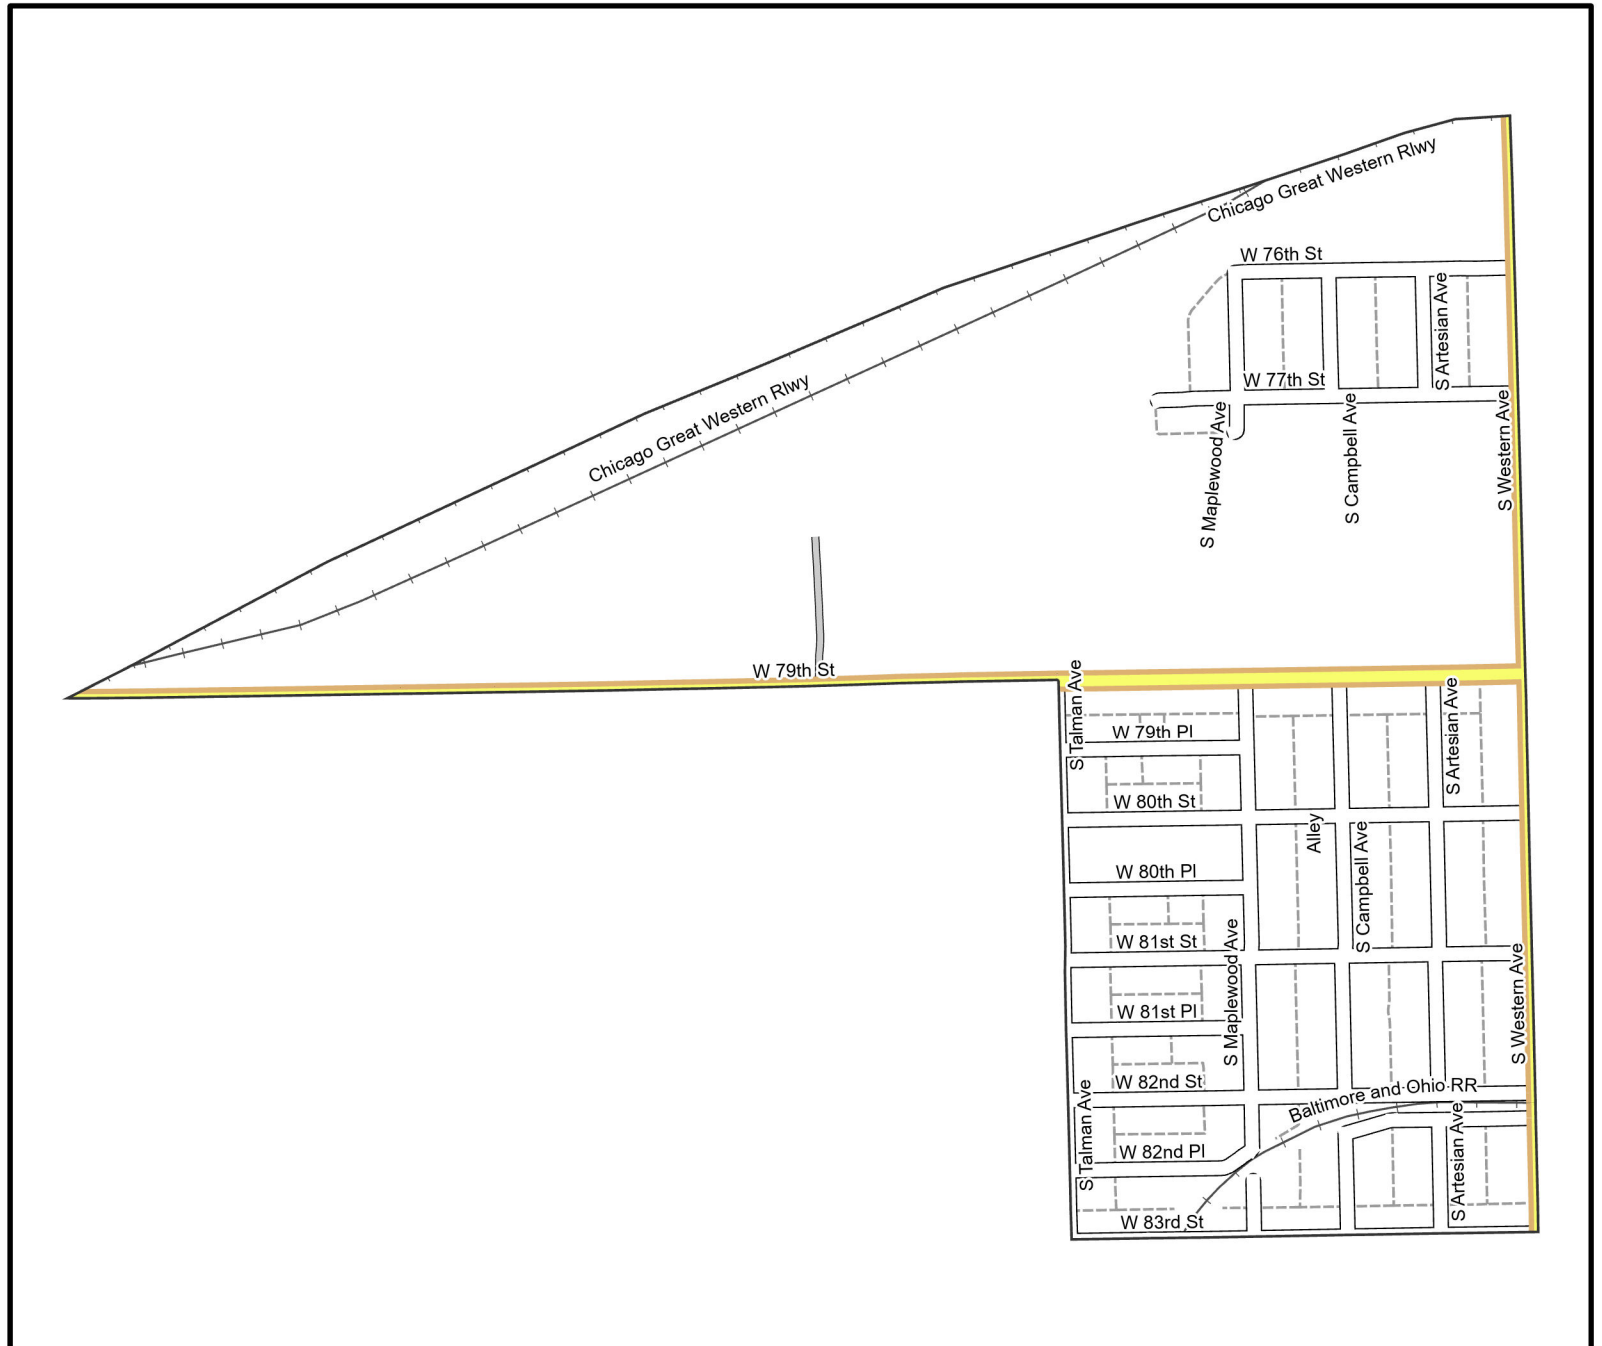 Chicago Great Western Rlwy
W 76th St
S Artesian Ave
W 77th St
Chicago Great Western Rlwy
S Maplewood Ave
S Campbell Ave
S Western Ave
W 79th St
S Talman Ave
S Artesian Ave
W 79th Pl
W 80th St
Alley
S Campbell Ave
W 80th Pl
W 81st St
S Maplewood Ave
S Western Ave
W 81st Pl
W 82nd St
Baltimore and Ohio RR
S Talman Ave
S Artesian Ave
W 82nd Pl
W 83rd St